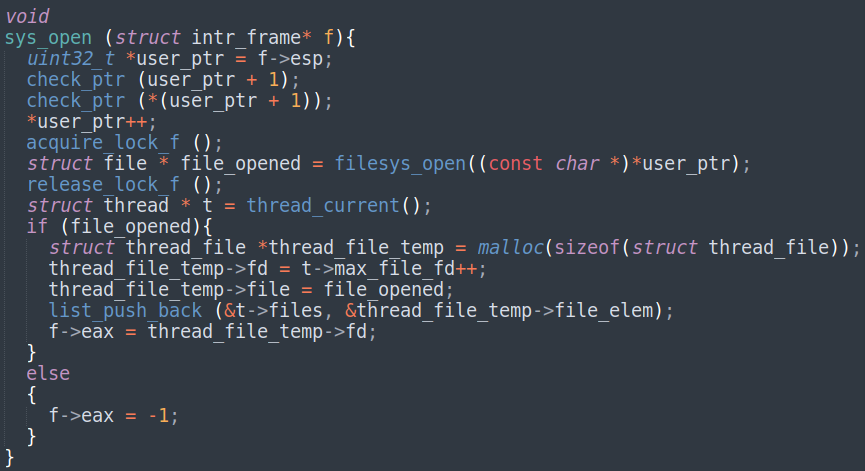 void
sys_open (struct intr_frame* f){
  uint32_t *user_ptr = f->esp;
  check_ptr (user_ptr + 1);
  check_ptr (*(user_ptr + 1));
  *user_ptr++;
  acquire_lock_f ();
  struct file * file_opened = filesys_open((const char *)*user_ptr);
  release_lock_f ();
  struct thread * t = thread_current();
  if (file_opened){
    struct thread_file *thread_file_temp = malloc(sizeof(struct thread_file));
    thread_file_temp->fd = t->max_file_fd++;
    thread_file_temp->file = file_opened;
    list_push_back (&t->files, &thread_file_temp->file_elem);
    f->eax = thread_file_temp->fd;
  }
  else
  {
    f->eax = -1;
  }
}